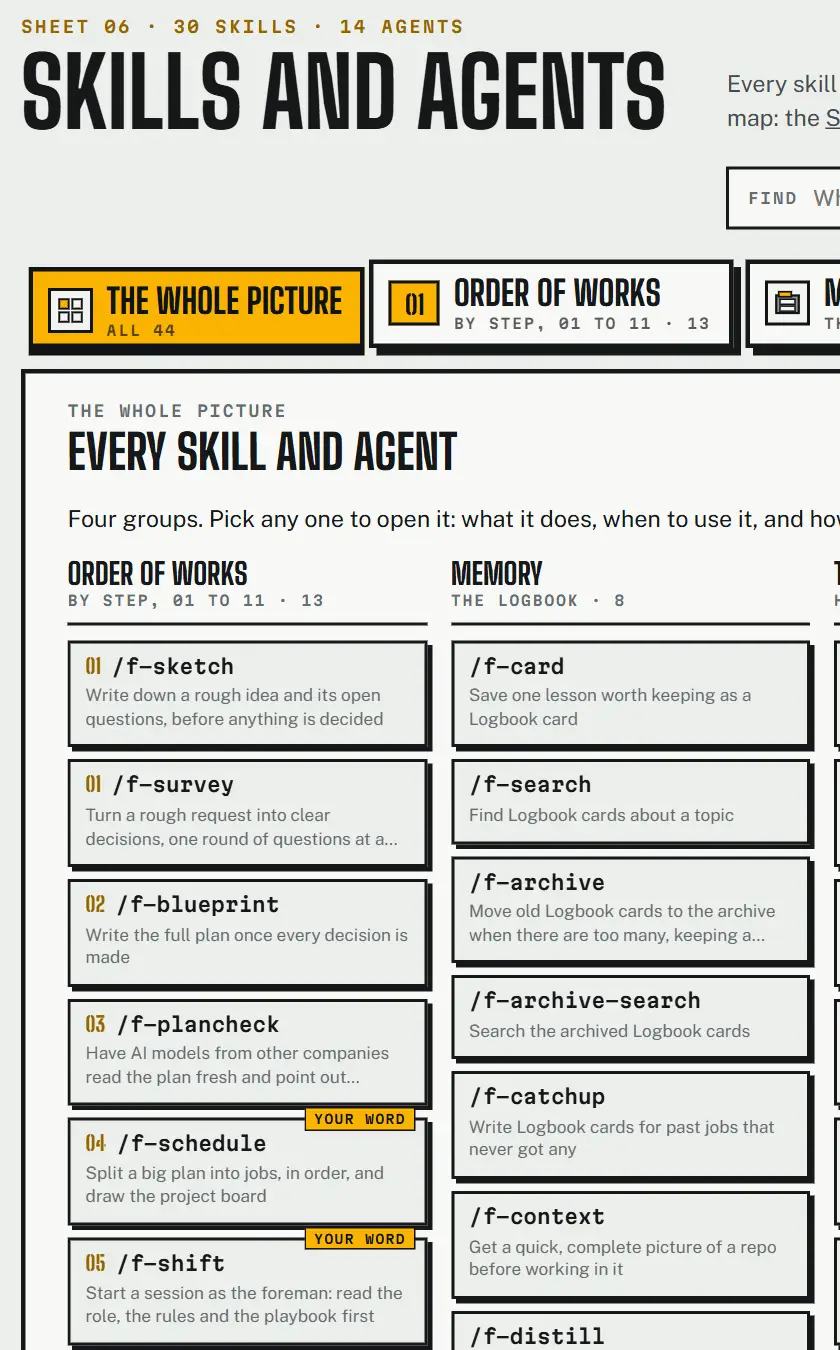 SHEET 06 · 30 SKILLS · 14 AGENTS
SKILLS AND AGENTS
Every skill
map: the S
FIND
THE WHOLE PICTURE
ALL 44
01
ORDER OF WORKS
BY STEP, 01 TO 11 · 13
THE WHOLE PICTURE
EVERY SKILL AND AGENT
Four groups. Pick any one to open it: what it does, when to use it, and how
ORDER OF WORKS
BY STEP, 01 TO 11 · 13
01 /f-sketch
Write down a rough idea and its open
questions, before anything is decided
01 /f-survey
Turn a rough request into clear
decisions, one round of questions at a...
02 /f-blueprint
Write the full plan once every decision is
made
03 /f-plancheck
Have AI models from other companies
read the plan fresh and point out...
YOUR WORD
04 /f-schedule
Split a big plan into jobs, in order, and
draw the project board
YOUR WORD
05 /f-shift
Start a session as the foreman: read the
role, the rules and the playbook first
MEMORY
THE LOGBOOK · 8
/f-card
Save one lesson worth keeping as a
Logbook card
/f-search
Find Logbook cards about a topic
/f-archive
Move old Logbook cards to the archive
when there are too many, keeping a...
/f-archive-search
Search the archived Logbook cards
/f-catchup
Write Logbook cards for past jobs that
never got any
/f-context
Get a quick, complete picture of a repo
before working in it
/f-distill